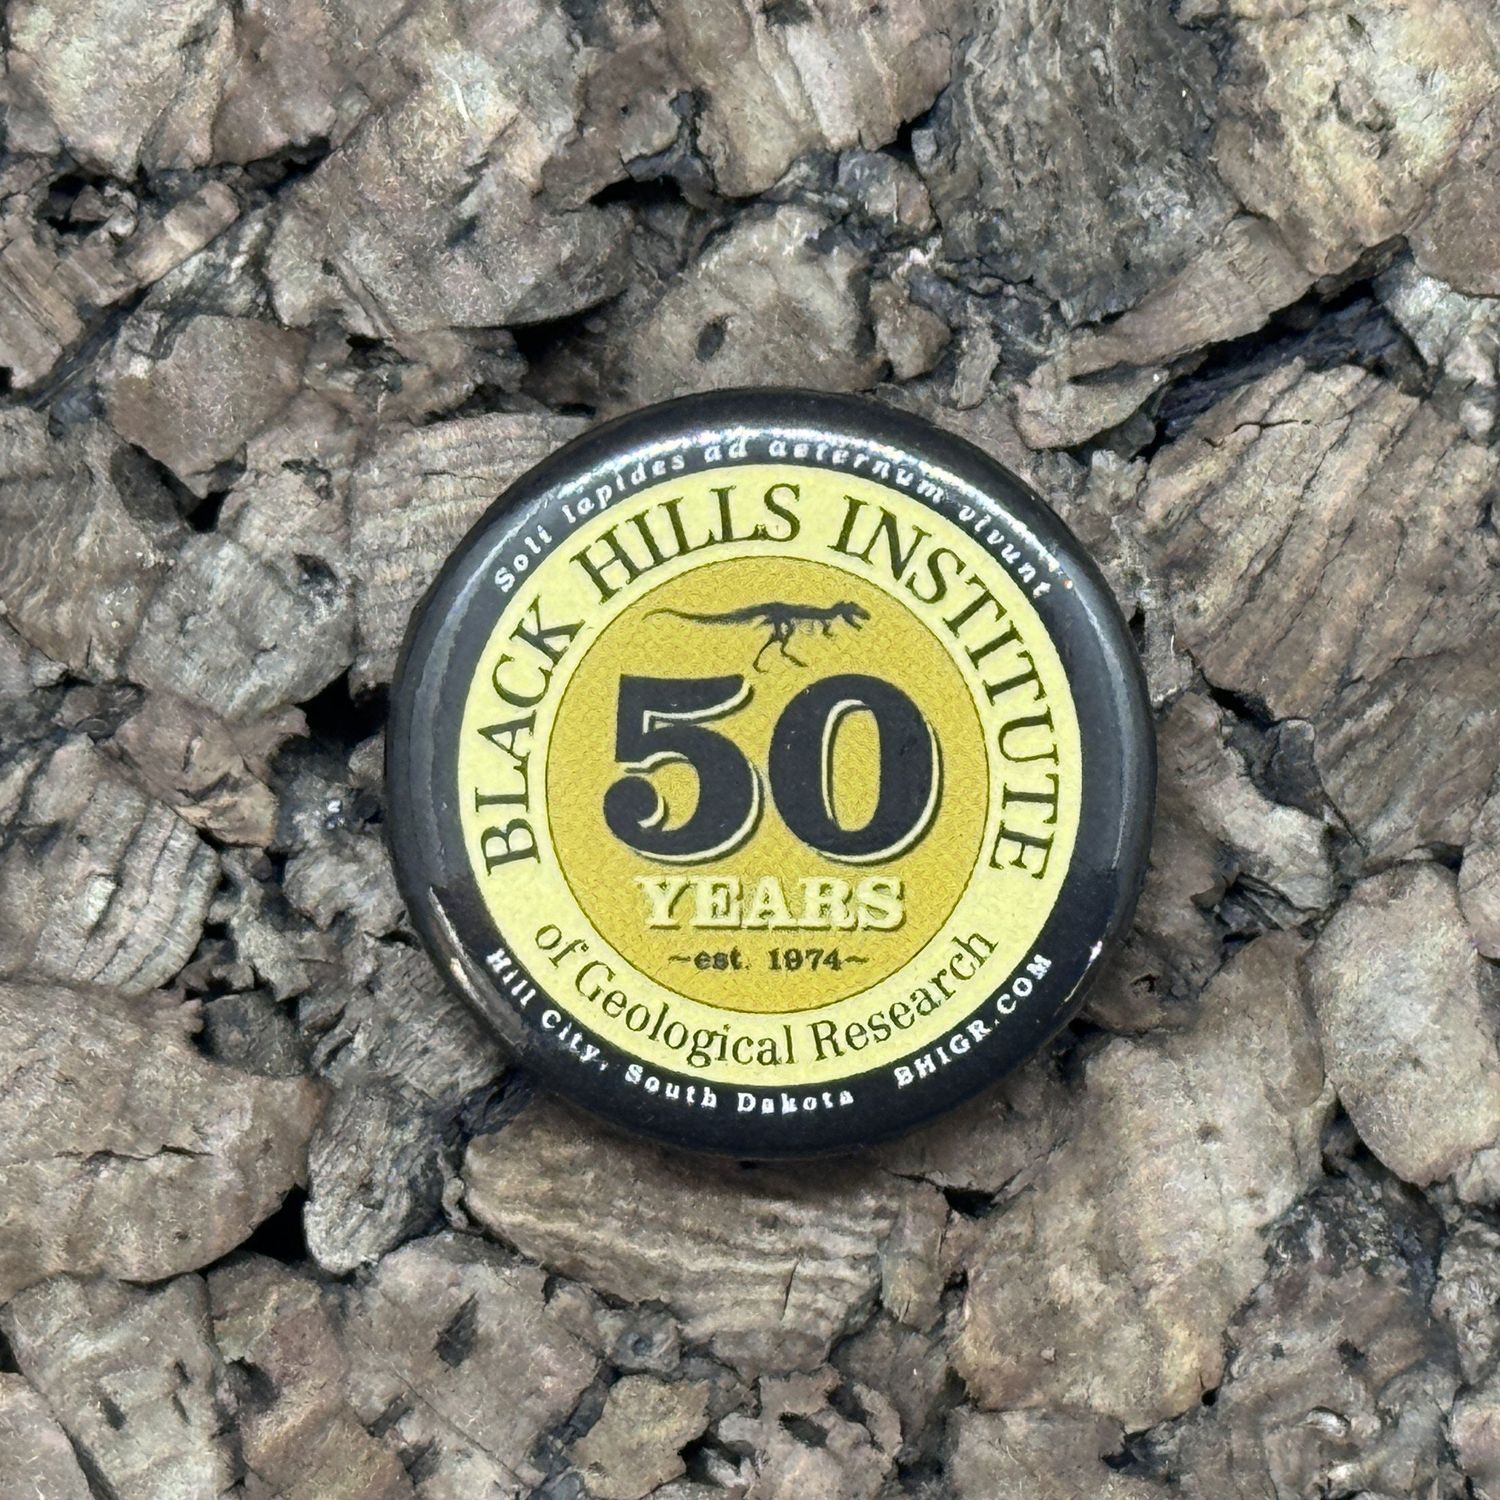 Soli lapides ad aeternum vivunt
BLACK HILLS INSTITUTE
50
YEARS
~est. 1974~
of Geological Research
Hill City, South Dakota BHIGR.COM